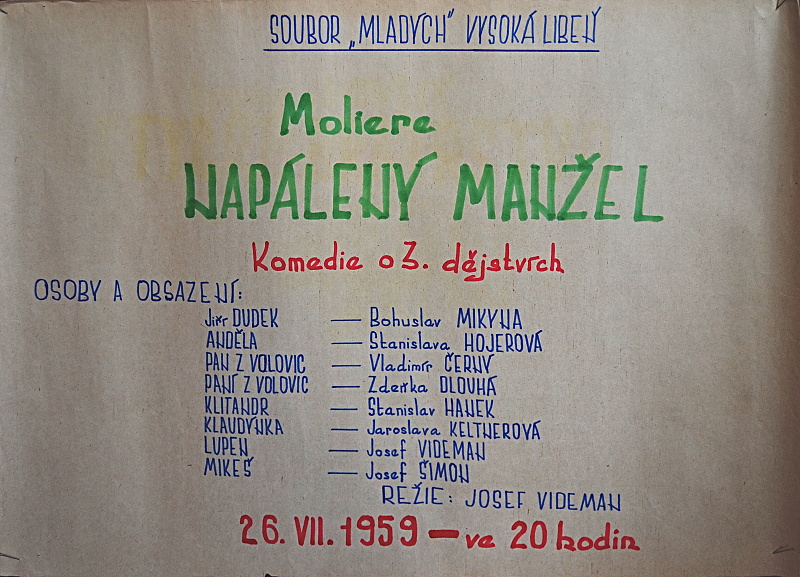 SOUBOR „MLADÝCH" VYSOKÁ LIBEŇ
Moliere
NAPÁLENÝ MANŽEL
Komedie o 3. dějstvích
OSOBY A OBSAZENÍ:
Jiří DUDEK — Bohuslav MIKYNA
ANDĚLA — Stanislava HOJEROVÁ
PAN Z VOLOVIC — Vladimír ČERNÝ
PANÍ Z VOLOVIC — Zdeňka DLOUHÁ
KLITANDR — Stanislav HANEK
KLAUDYNKA — Jaroslava KELTNEROVÁ
LUPEN — Josef VIDEMAN
MIKEŠ — Josef ŠIMON
REŽIE: JOSEF VIDEMAN
26. VII. 1959 — ve 20 hodin